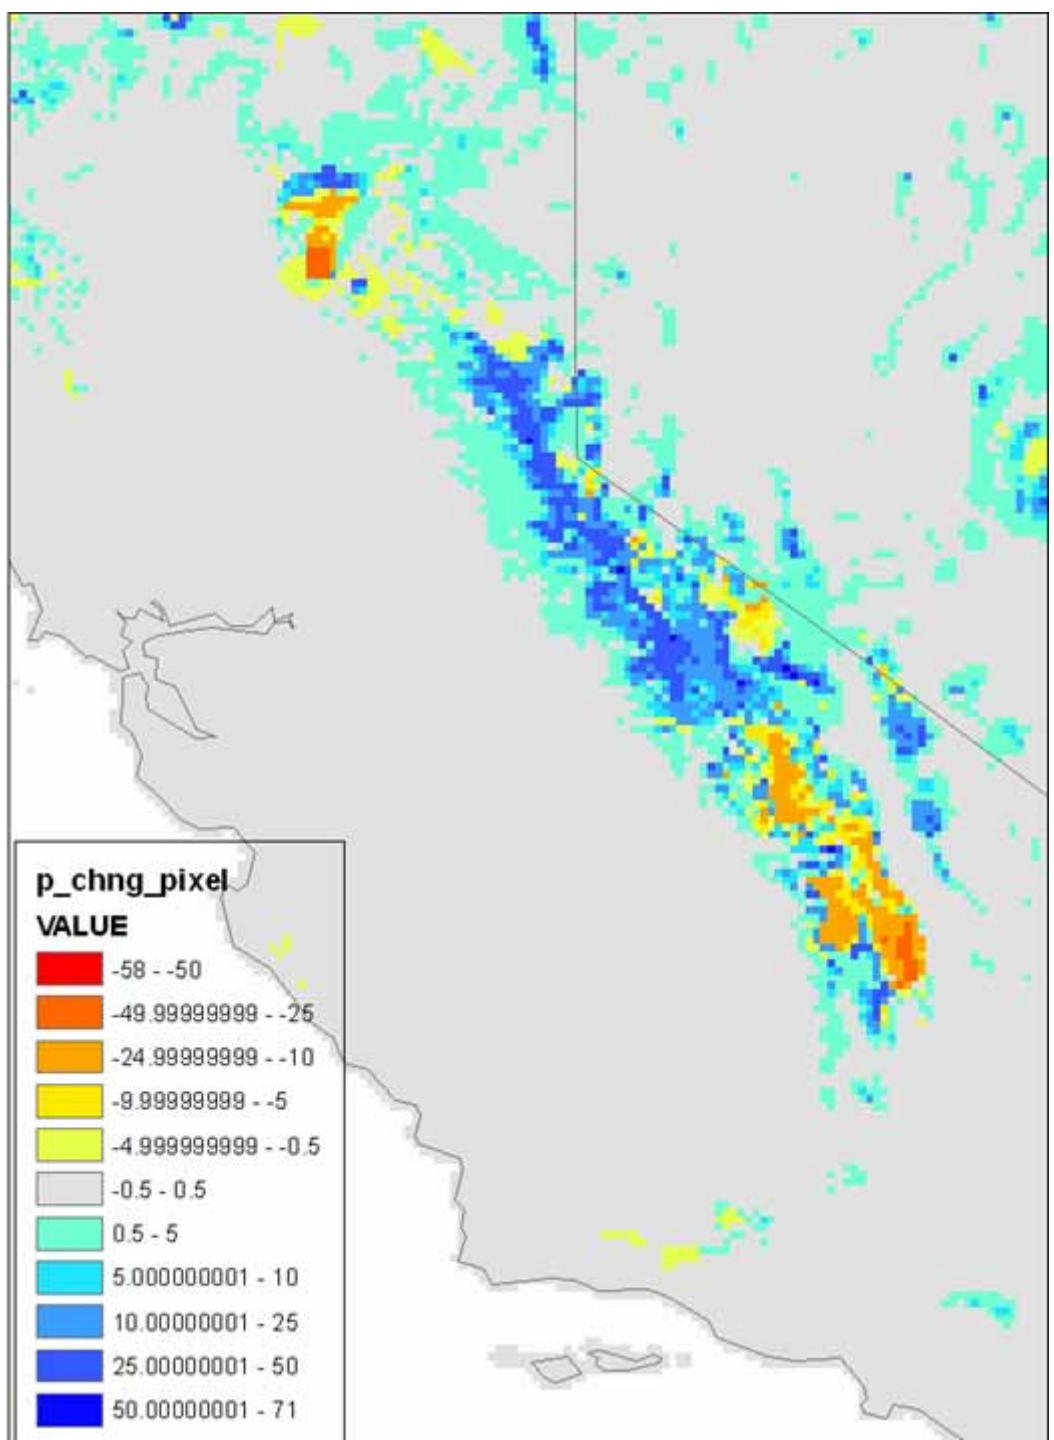 p_chng_pixel
VALUE
-58 - -50
-49.99999999 - -25
-24.99999999 - -10
-9.99999999 - -5
-4.999999999 - -0.5
-0.5 - 0.5
0.5 - 5
5.000000001 - 10
10.00000001 - 25
25.00000001 - 50
50.00000001 - 71